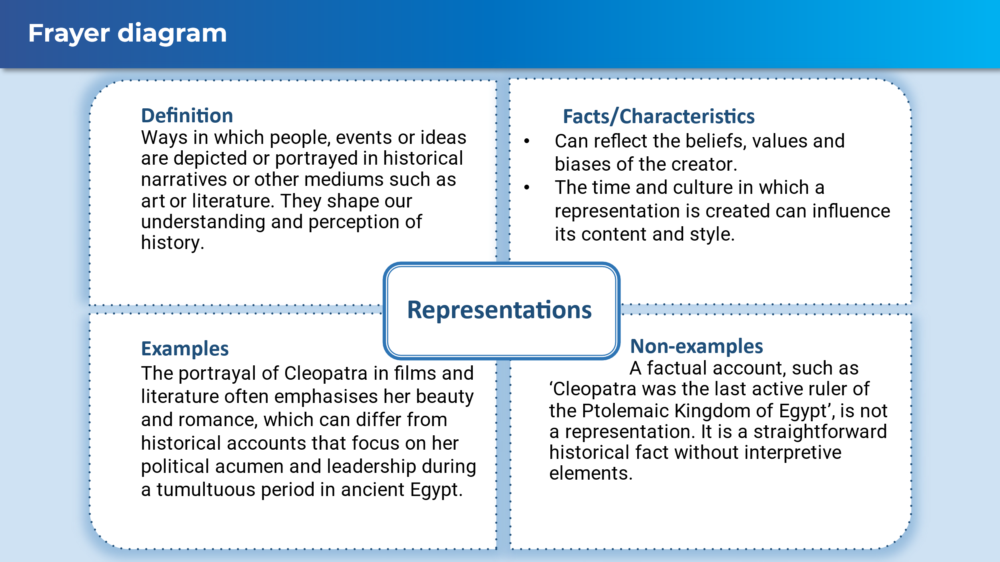 Frayer diagram
Definition
Ways in which people, events or ideas
are depicted or portrayed in historical
narratives or other mediums such as
art or literature. They shape our
understanding and perception of
history.
Facts/Characteristics
• Can reflect the beliefs, values and
biases of the creator.
• The time and culture in which a
representation is created can influence
its content and style.
Representations
Examples
The portrayal of Cleopatra in films and
literature often emphasises her beauty
and romance, which can differ from
historical accounts that focus on her
political acumen and leadership during
a tumultuous period in ancient Egypt.
Non-examples
A factual account, such as
‘Cleopatra was the last active ruler of
the Ptolemaic Kingdom of Egypt’, is not
a representation. It is a straightforward
historical fact without interpretive
elements.